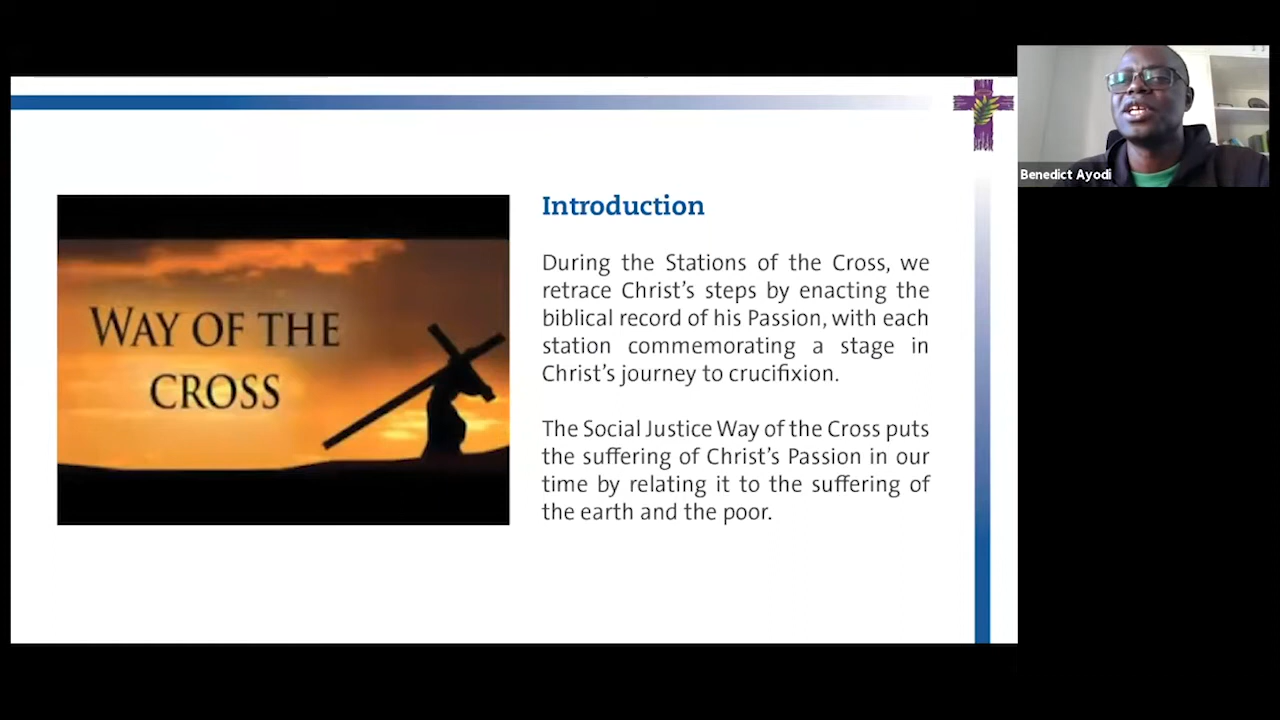 Benedict Ayodi
WAY OF THE
CROSS
Introduction
During the Stations of the Cross, we
retrace Christ's steps by enacting the
biblical record of his Passion, with each
station commemorating a stage in
Christ's journey to crucifixion.
The Social Justice Way of the Cross puts
the suffering of Christ's Passion in our
time by relating it to the suffering of
the earth and the poor.